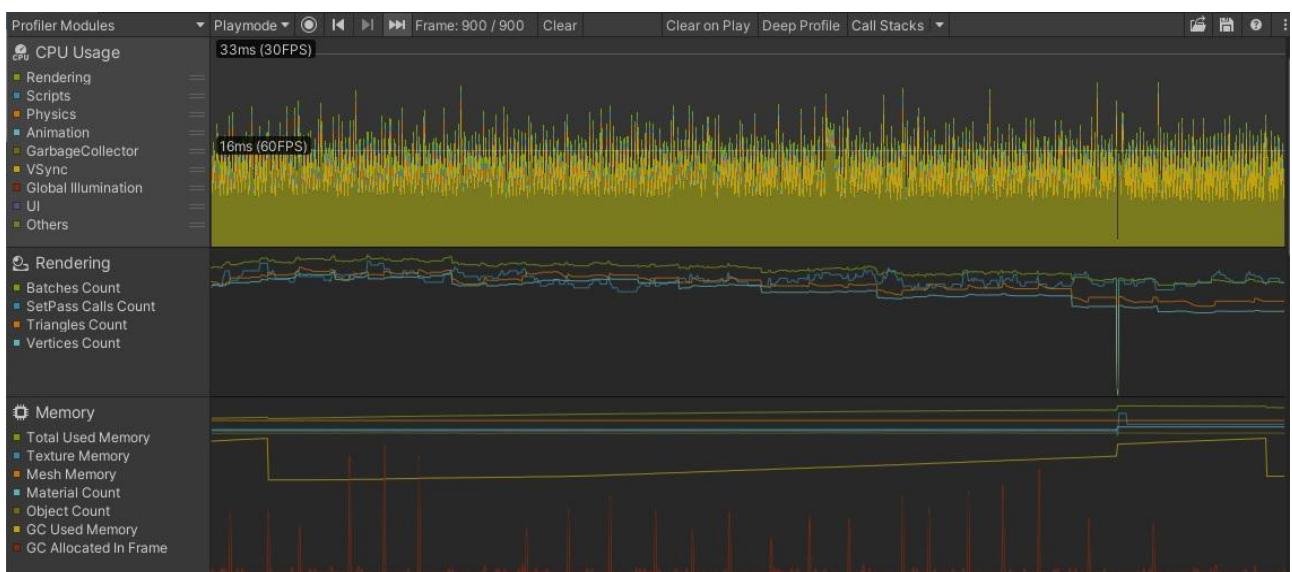 Profiler Modules Playmode Frame: 900 / 900 Clear Clear on Play Deep Profile Call Stacks
CPU Usage
Rendering
Scripts
Physics
Animation
GarbageCollector
VSync
Global Illumination
UI
Others
33ms (30FPS)
16ms (60FPS)
Rendering
Batches Count
SetPass Calls Count
Triangles Count
Vertices Count
Memory
Total Used Memory
Texture Memory
Mesh Memory
Material Count
Object Count
GC Used Memory
GC Allocated In Frame